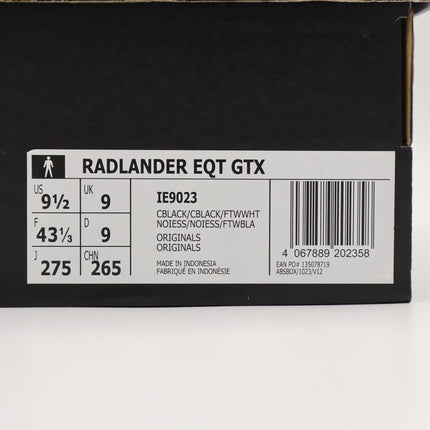 RADLANDER EQT GTX
US
9½
UK
9
F
43⅓
D
9
J
275
CHN
265
IE9023
CBLACK/CBLACK/FTWWHT
NOIESS/NOIESS/FTWBLA
ORIGINALS
ORIGINALS
MADE IN INDONESIA
FABRIQUÉ EN INDONÉSIE
4 067889 202358
EAN PO# 135078719
ABSBOX/1023/V12